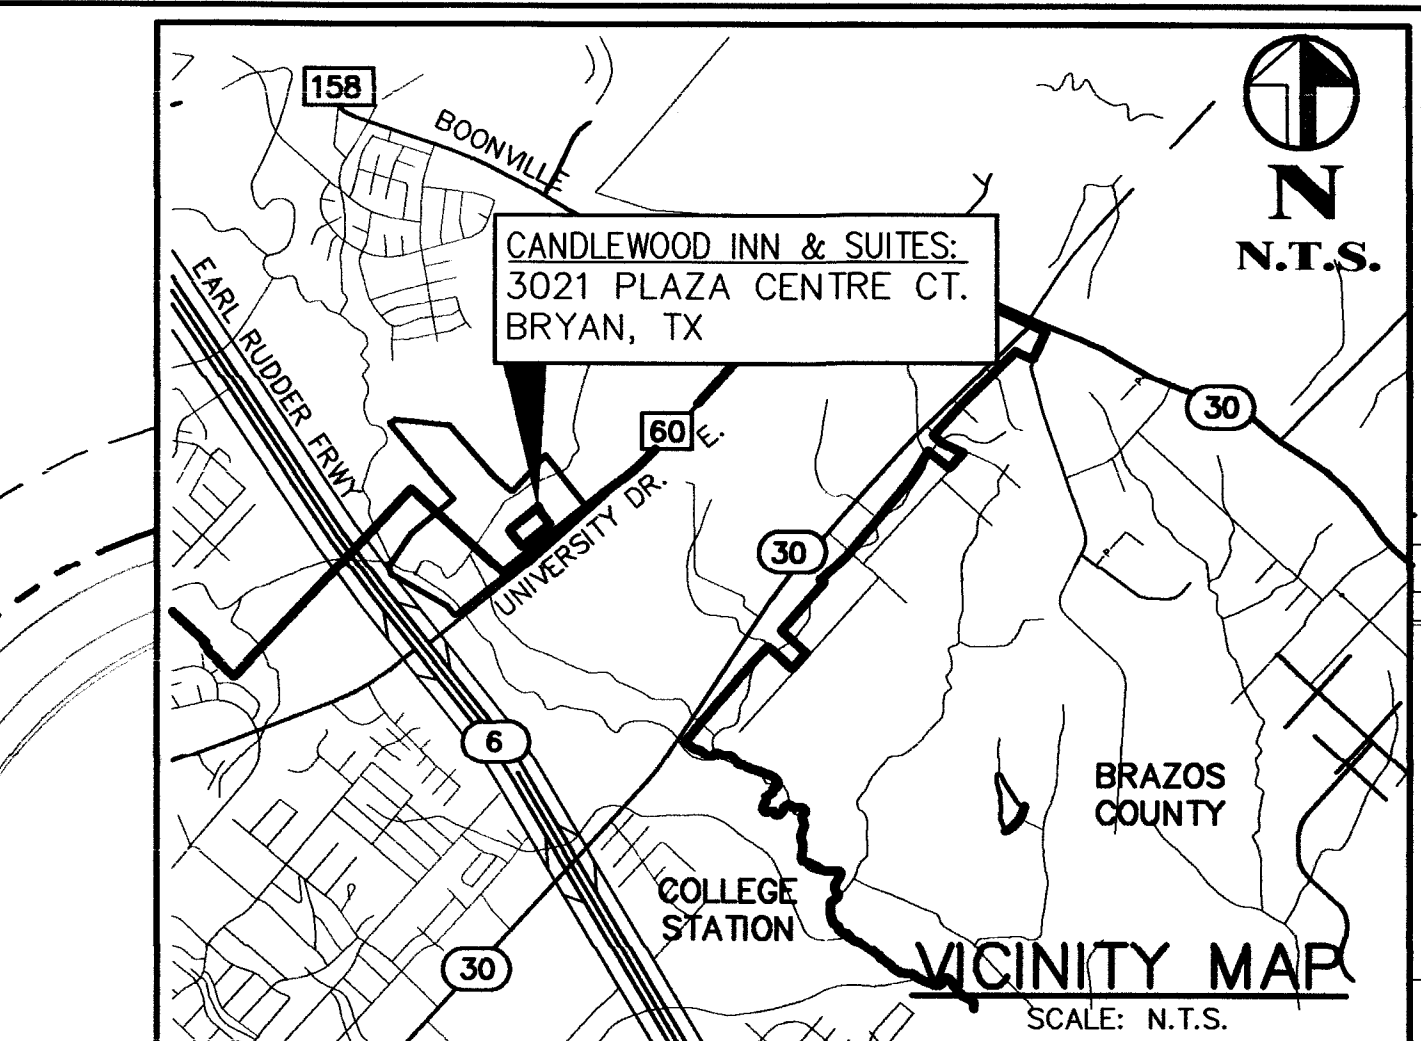 158
BOONVILLE
N
N.T.S.
CANDLEWOOD INN & SUITES:
3021 PLAZA CENTRE CT.
BRYAN, TX
EARL RUDDER FRWY
60
E.
UNIVERSITY DR.
30
30
6
BRAZOS
COUNTY
COLLEGE
STATION
30
VICINITY MAP
SCALE: N.T.S.